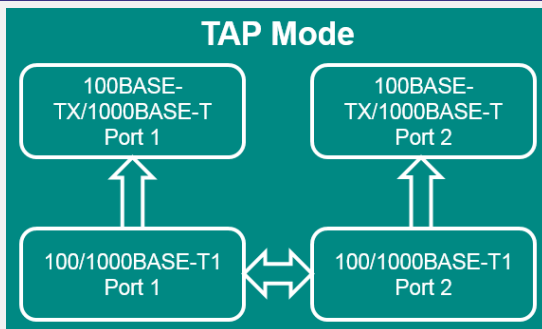 TAP Mode
100BASE-
TX/1000BASE-T
Port 1
100BASE-
TX/1000BASE-T
Port 2
100/1000BASE-T1
Port 1
100/1000BASE-T1
Port 2